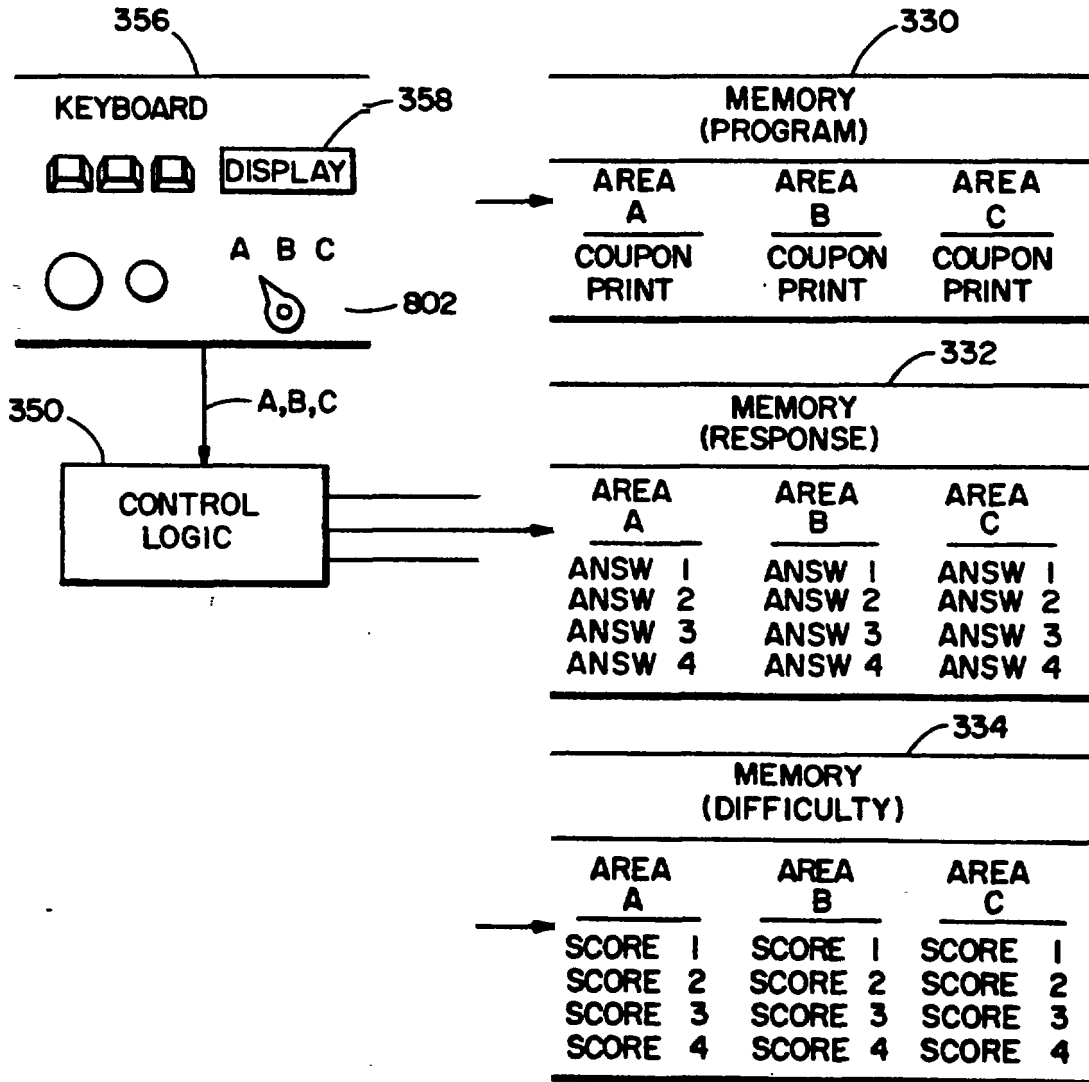 356
KEYBOARD
358
DISPLAY
A B C
802
A,B,C
350
CONTROL
LOGIC
330
MEMORY
(PROGRAM)
AREA AREA AREA
A B C
COUPON COUPON COUPON
PRINT PRINT PRINT
332
MEMORY
(RESPONSE)
AREA AREA AREA
A B C
ANSW 1 ANSW 1 ANSW 1
ANSW 2 ANSW 2 ANSW 2
ANSW 3 ANSW 3 ANSW 3
ANSW 4 ANSW 4 ANSW 4
334
MEMORY
(DIFFICULTY)
AREA AREA AREA
A B C
SCORE 1 SCORE 1 SCORE 1
SCORE 2 SCORE 2 SCORE 2
SCORE 3 SCORE 3 SCORE 3
SCORE 4 SCORE 4 SCORE 4